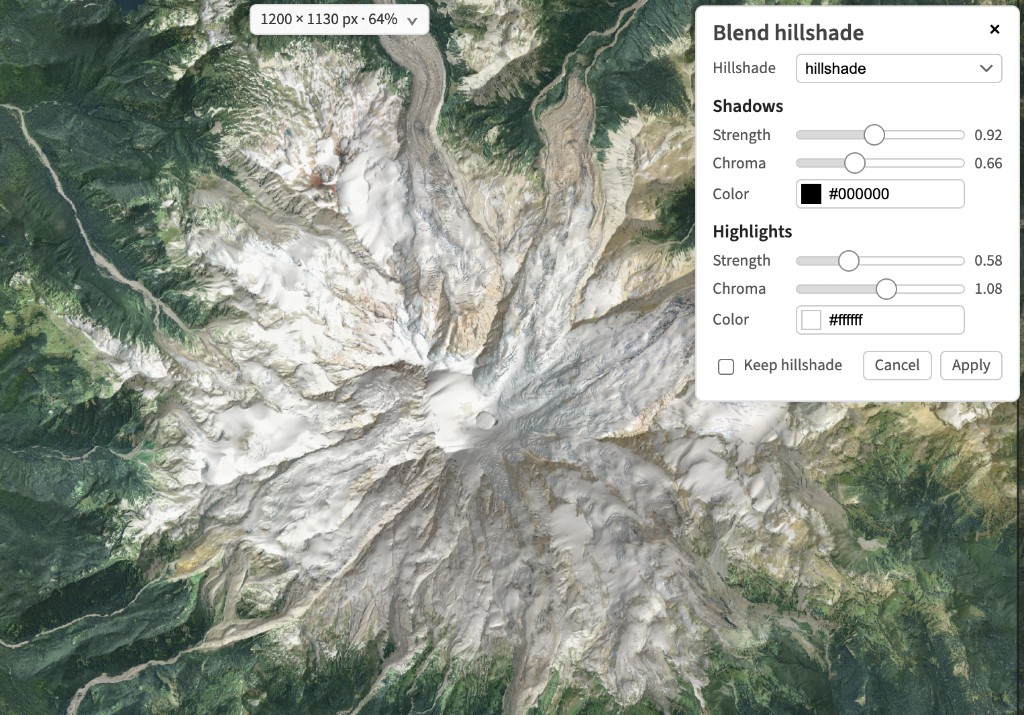 1200 × 1130 px · 64%
Blend hillshade ×
Hillshade hillshade
Shadows
Strength 0.92
Chroma 0.66
Color #000000
Highlights
Strength 0.58
Chroma 1.08
Color #ffffff
Keep hillshade Cancel Apply